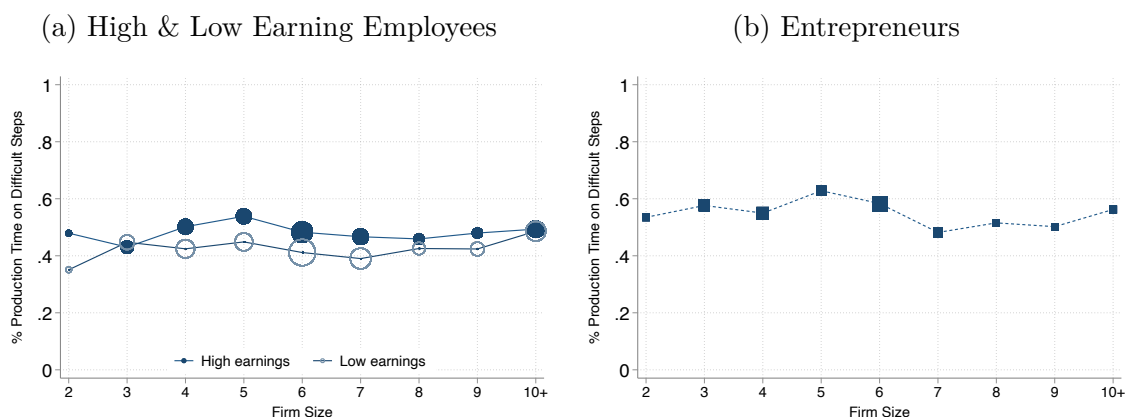 (a) High & Low Earning Employees
% Production Time on Difficult Steps
1
.8
.6
.4
.2
0
High earnings Low earnings
2 3 4 5 6 7 8 9 10+
Firm Size
(b) Entrepreneurs
% Production Time on Difficult Steps
1
.8
.6
.4
.2
0
2 3 4 5 6 7 8 9 10+
Firm Size